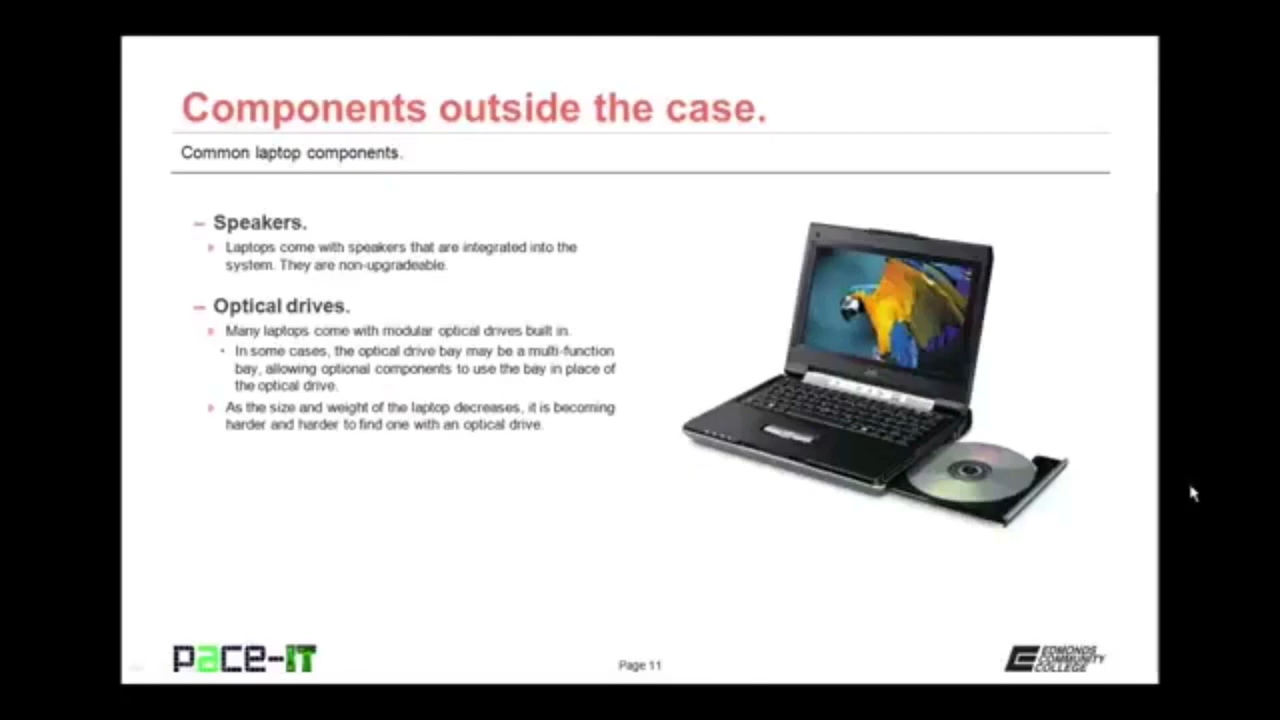 Components outside the case.
Common laptop components.
– Speakers.
» Laptops come with speakers that are integrated into the
system. They are non-upgradeable.
– Optical drives.
» Many laptops come with modular optical drives built in.
• In some cases, the optical drive bay may be a multi-function
bay, allowing optional components to use the bay in place of
the optical drive.
» As the size and weight of the laptop decreases, it is becoming
harder and harder to find one with an optical drive.
pace-IT
Page 11
EDMONDS
COMMUNITY
COLLEGE